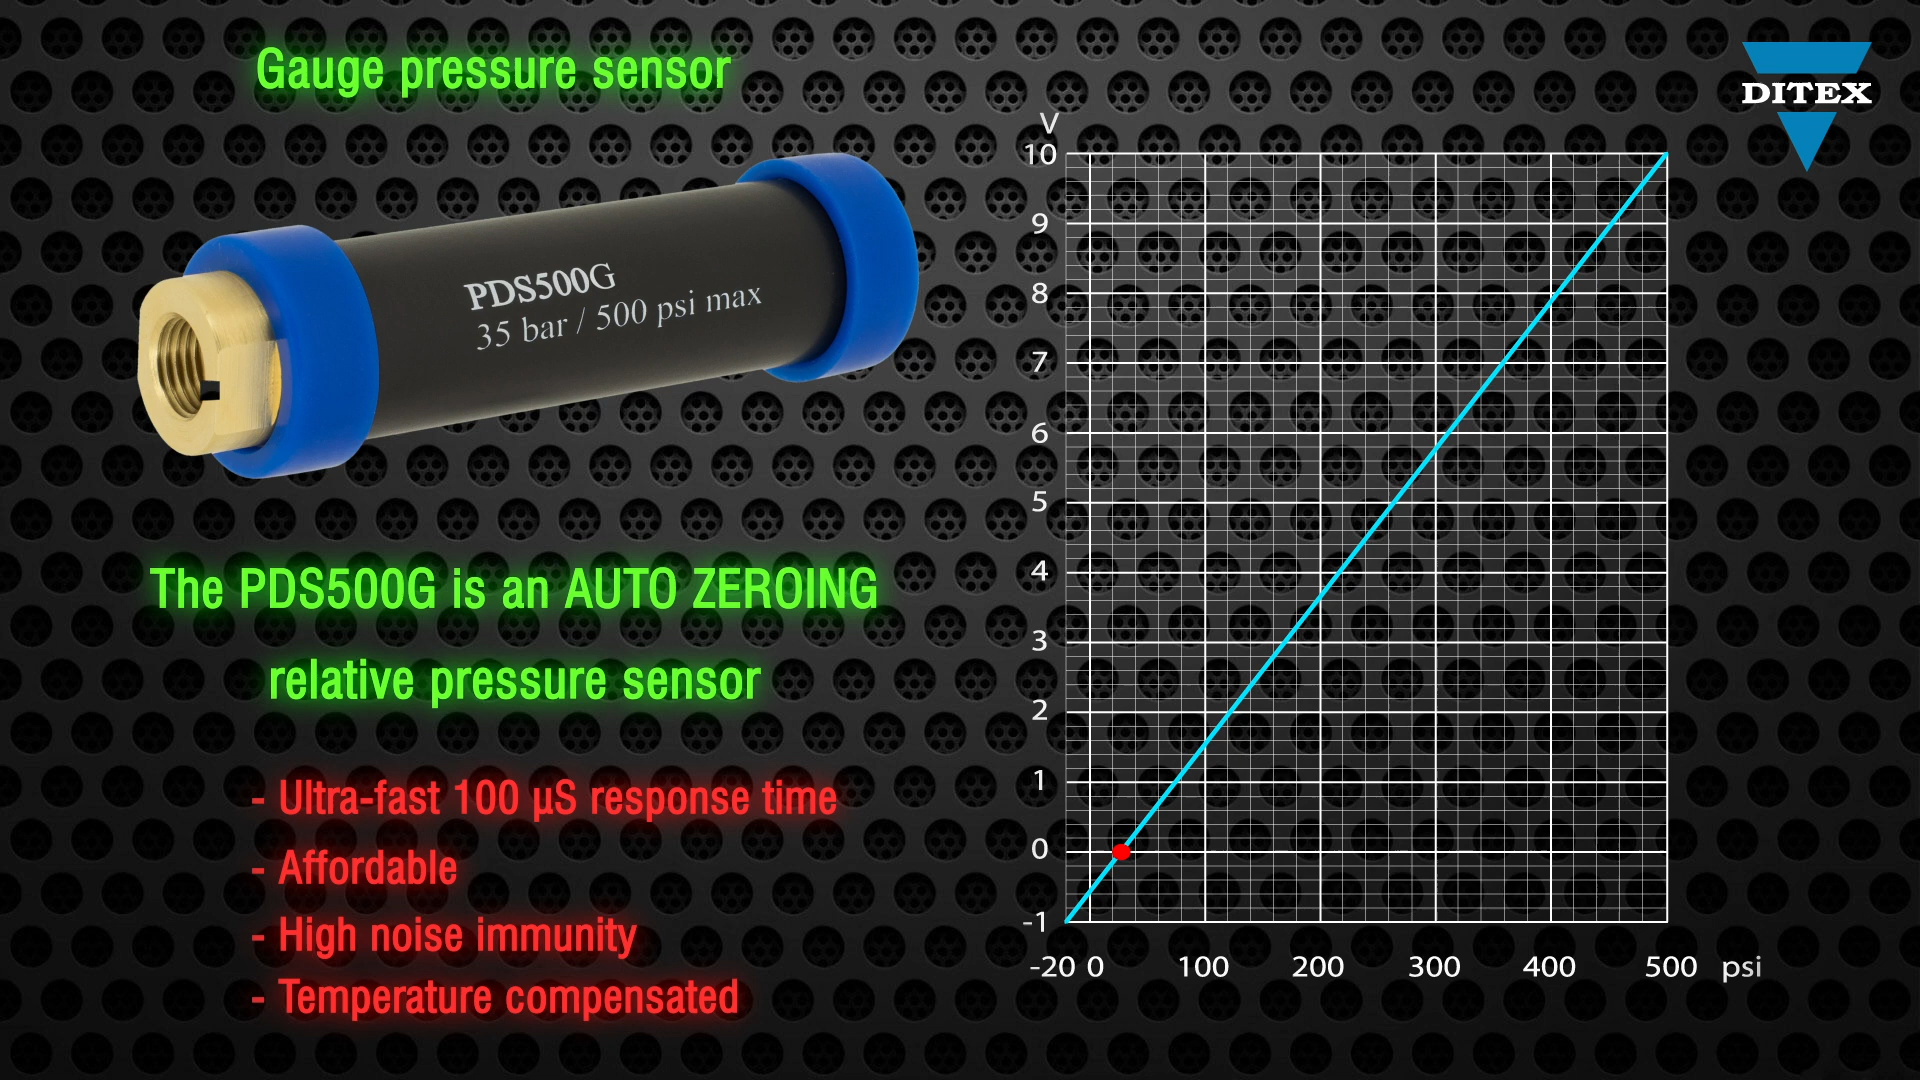 Gauge pressure sensor
DITEX
PDS500G
35 bar / 500 psi max
The PDS500G is an AUTO ZEROING
relative pressure sensor
- Ultra-fast 100 µS response time
- Affordable
- High noise immunity
- Temperature compensated
V
10
9
8
7
6
5
4
3
2
1
0
-1
-20 0 100 200 300 400 500 psi